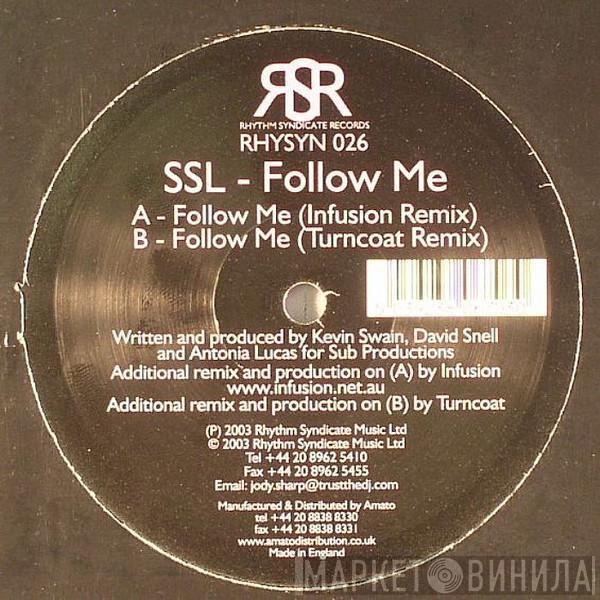 RSR
RHYTHM SYNDICATE RECORDS
RHYSYN 026
SSL - Follow Me
A - Follow Me (Infusion Remix)
B - Follow Me (Turncoat Remix)
Written and produced by Kevin Swain, David Snell
and Antonia Lucas for Sub Productions
Additional remix and production on (A) by Infusion
www.infusion.net.au
Additional remix and production on (B) by Turncoat
(P) 2003 Rhythm Syndicate Music Ltd
© 2003 Rhythm Syndicate Music Ltd
Tel +44 20 8962 5410
Fax +44 20 8962 5455
Email: jody.sharp@trustthedj.com
Manufactured & Distributed by Amato
tel +44 20 8838 8330
fax +44 20 8838 8331
www.amatodistribution.co.uk
Made in England
МАРКЕТ ВИНИЛА